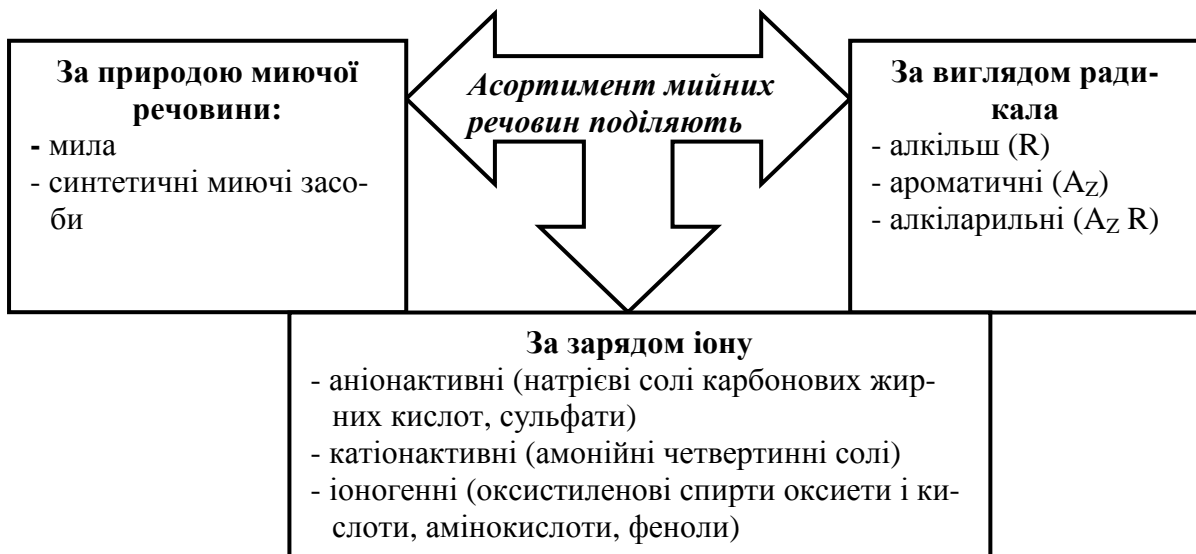 За природою миючої
речовини:
- мила
- синтетичні миючі засо-
би
Асортимент мийних
речовин поділяють
За виглядом ради-
кала
- алкільш (R)
- ароматичні (AZ)
- алкіларильні (AZ R)
За зарядом іону
- аніонактивні (натрієві солі карбонових жир-
них кислот, сульфати)
- катіонактивні (амонійні четвертинні солі)
- іоногенні (оксистиленові спирти оксиети і ки-
слоти, амінокислоти, феноли)